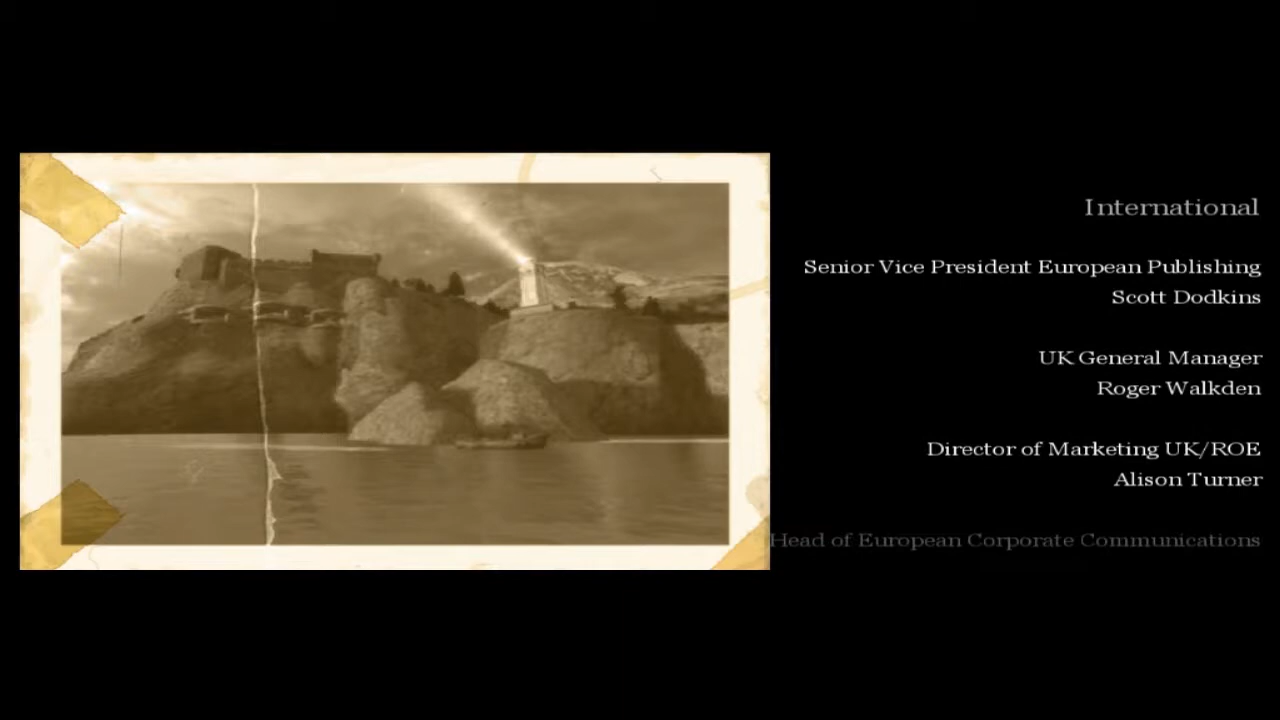 International
Senior Vice President European Publishing
Scott Dodkins
UK General Manager
Roger Walkden
Director of Marketing UK/ROE
Alison Turner
Head of European Corporate Communications